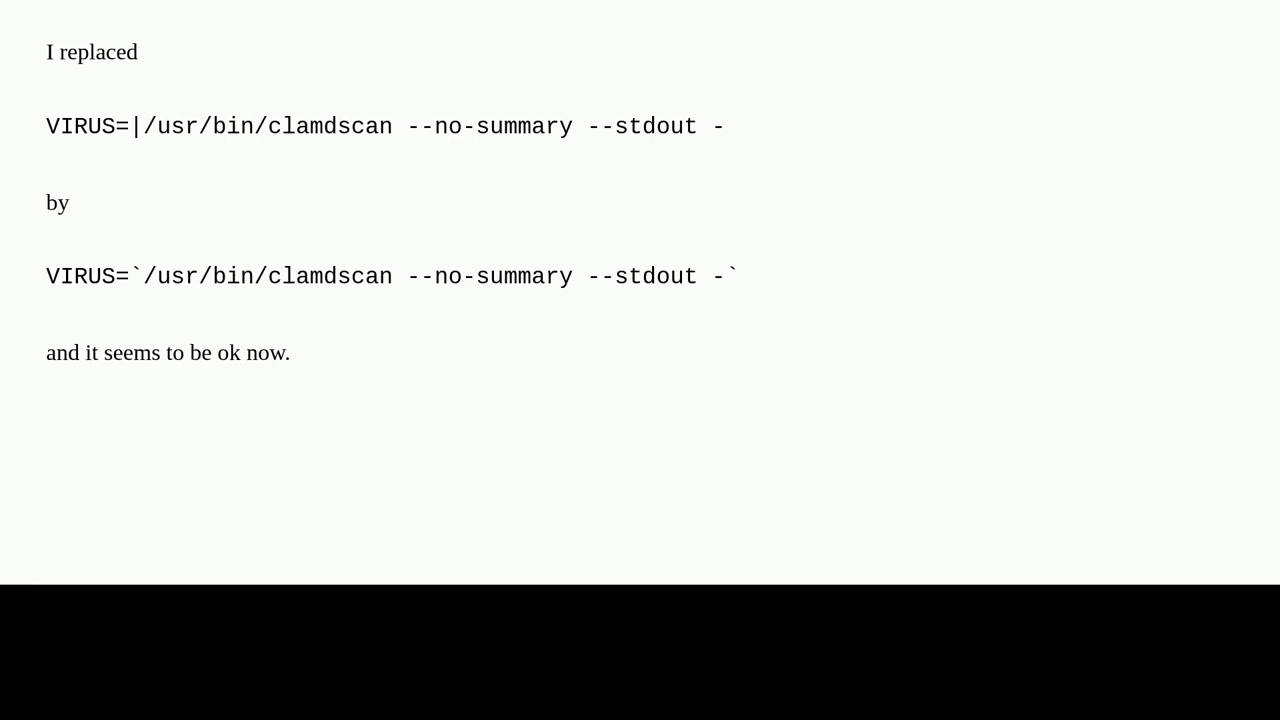 I replaced
VIRUS=|/usr/bin/clamdscan --no-summary --stdout -
by
VIRUS=`/usr/bin/clamdscan --no-summary --stdout -`
and it seems to be ok now.